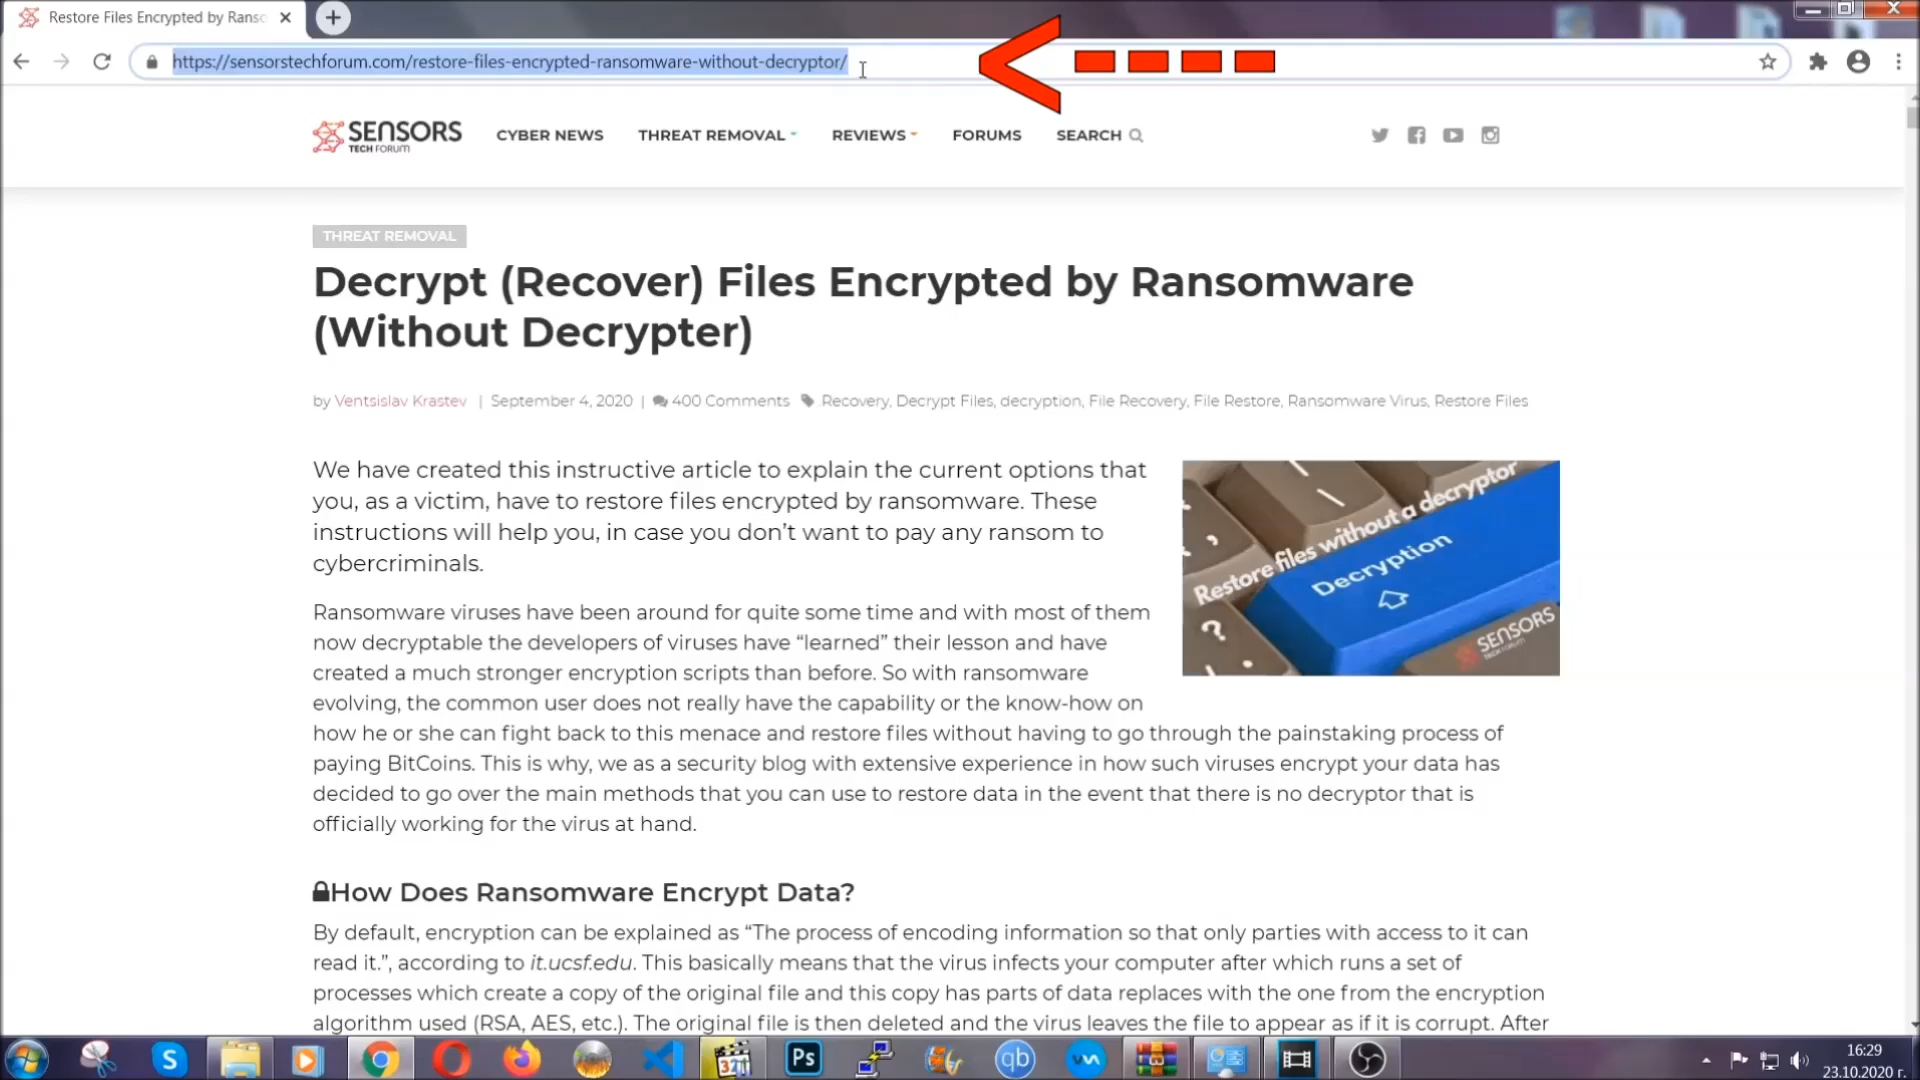 Restore Files Encrypted by Ranso
https://sensorstechforum.com/restore-files-encrypted-ransomware-without-decryptor/
SENSORS
TECH FORUM
CYBER NEWS
THREAT REMOVAL
REVIEWS
FORUMS
SEARCH
THREAT REMOVAL
Decrypt (Recover) Files Encrypted by Ransomware
(Without Decrypter)
by Ventsislav Krastev | September 4, 2020 | 400 Comments .Recovery, Decrypt Files, decryption, File Recovery, File Restore, Ransomware Virus, Restore Files
We have created this instructive article to explain the current options that
you, as a victim, have to restore files encrypted by ransomware. These
instructions will help you, in case you don’t want to pay any ransom to
cybercriminals.
Restore files without a decryptor
Decryption
SENSORS
TECH FORUM
Ransomware viruses have been around for quite some time and with most of them
now decryptable the developers of viruses have “learned” their lesson and have
created a much stronger encryption scripts than before. So with ransomware
evolving, the common user does not really have the capability or the know-how on
how he or she can fight back to this menace and restore files without having to go through the painstaking process of
paying BitCoins. This is why, we as a security blog with extensive experience in how such viruses encrypt your data has
decided to go over the main methods that you can use to restore data in the event that there is no decryptor that is
officially working for the virus at hand.
How Does Ransomware Encrypt Data?
By default, encryption can be explained as “The process of encoding information so that only parties with access to it can
read it.”, according to it.ucsf.edu. This basically means that the virus infects your computer after which runs a set of
processes which create a copy of the original file and this copy has parts of data replaces with the one from the encryption
algorithm used (RSA, AES, etc.). The original file is then deleted and the virus leaves the file to appear as if it is corrupt. After
S
321
Ps
qb
16:29
23.10.2020 г.